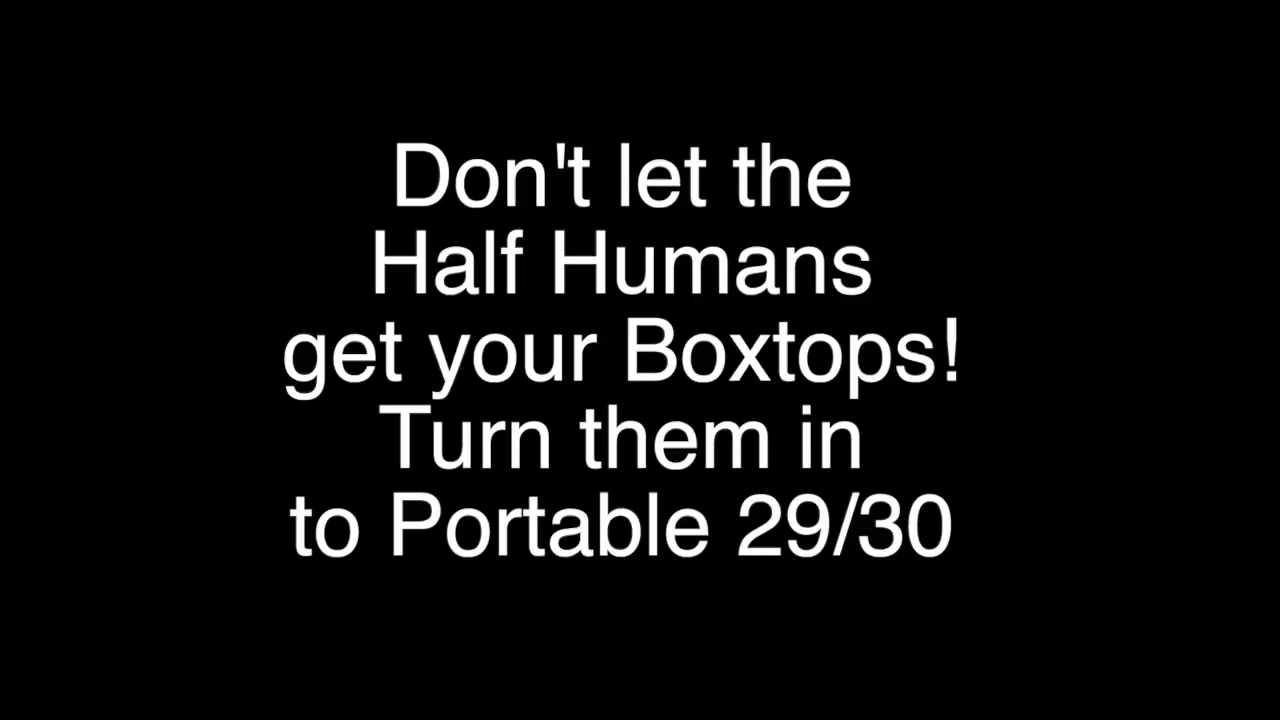 Don't let the
Half Humans
get your Boxtops!
Turn them in
to Portable 29/30